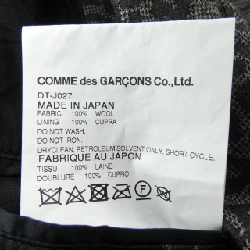 COMME des GARÇONS Co.,Ltd.
DT-J027
MADE IN JAPAN
FABRIC 100% WOOL
LINING 100% CUPRA
DO NOT WASH.
DO NOT IRON.
DRYCLEAN, PETROLEUM SOLVENT ONLY, SHORT CYCLE.
FABRIQUE AU JAPON
TISSU 100% LAINE
DOUBLURE 100% CUPRO